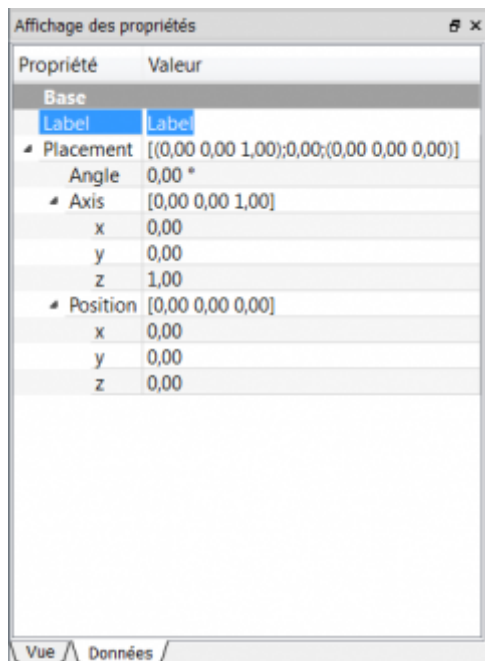 Affichage des propriétés
Propriété Valeur
Base
Label Label
Placement [(0,00 0,00 1,00);0,00;(0,00 0,00 0,00)]
Angle 0,00 °
Axis [0,00 0,00 1,00]
x 0,00
y 0,00
z 1,00
Position [0,00 0,00 0,00]
x 0,00
y 0,00
z 0,00
Vue Données